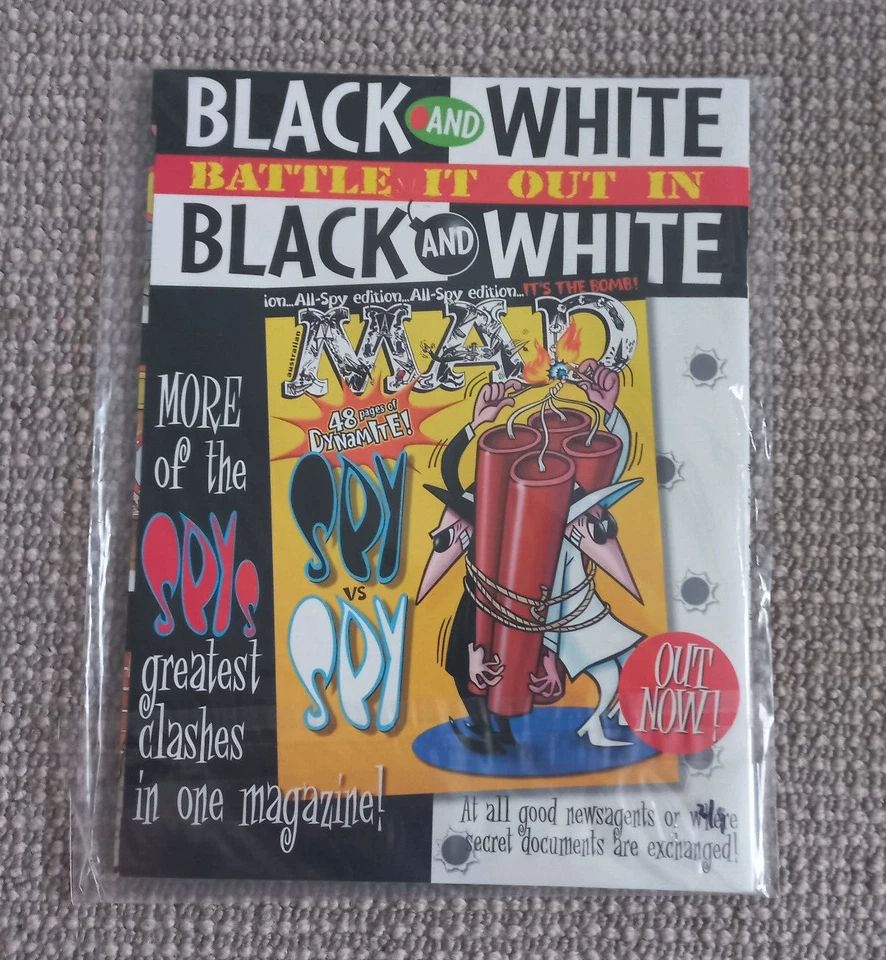 BLACK AND WHITE
BATTLE IT OUT IN
BLACK AND WHITE
ion...All-Spy edition...All-Spy edition...IT'S THE BOMB!
australian
MAD
48 pages of
DYNAMITE!
SPY
vs
SPY
MORE
of the
SPYs
greatest
clashes
in one magazine!
OUT
NOW!
At all good newsagents or where
secret documents are exchanged!